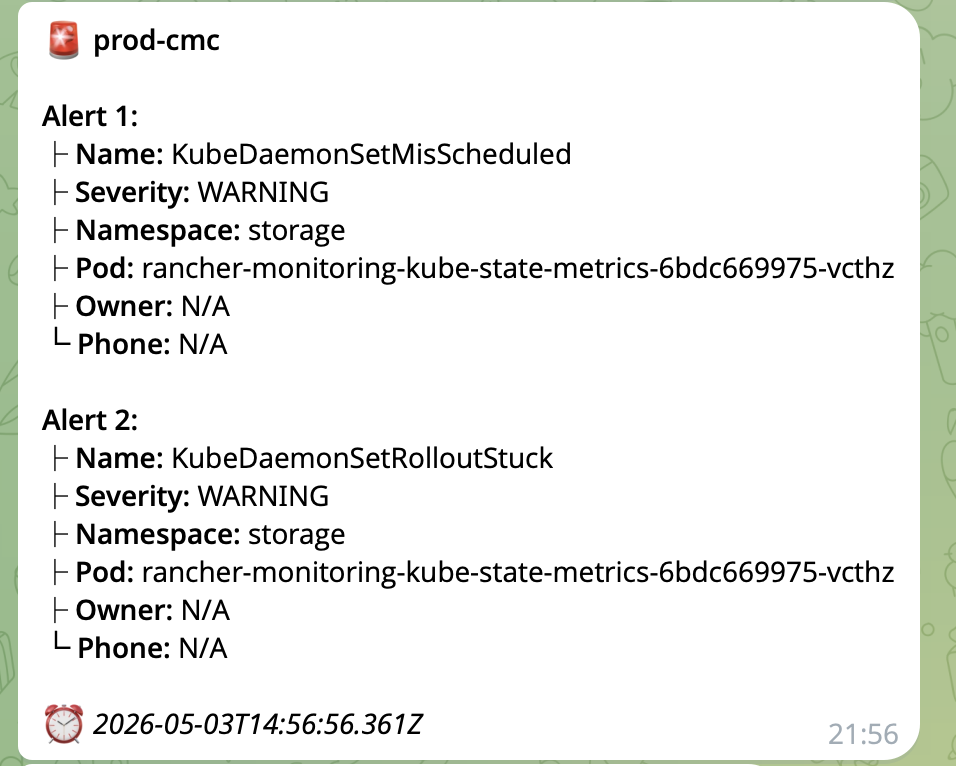 🚨 prod-cmc
Alert 1:
├ Name: KubeDaemonSetMisScheduled
├ Severity: WARNING
├ Namespace: storage
├ Pod: rancher-monitoring-kube-state-metrics-6bdc669975-vcthz
├ Owner: N/A
└ Phone: N/A
Alert 2:
├ Name: KubeDaemonSetRolloutStuck
├ Severity: WARNING
├ Namespace: storage
├ Pod: rancher-monitoring-kube-state-metrics-6bdc669975-vcthz
├ Owner: N/A
└ Phone: N/A
⏰ 2026-05-03T14:56:56.361Z
21:56